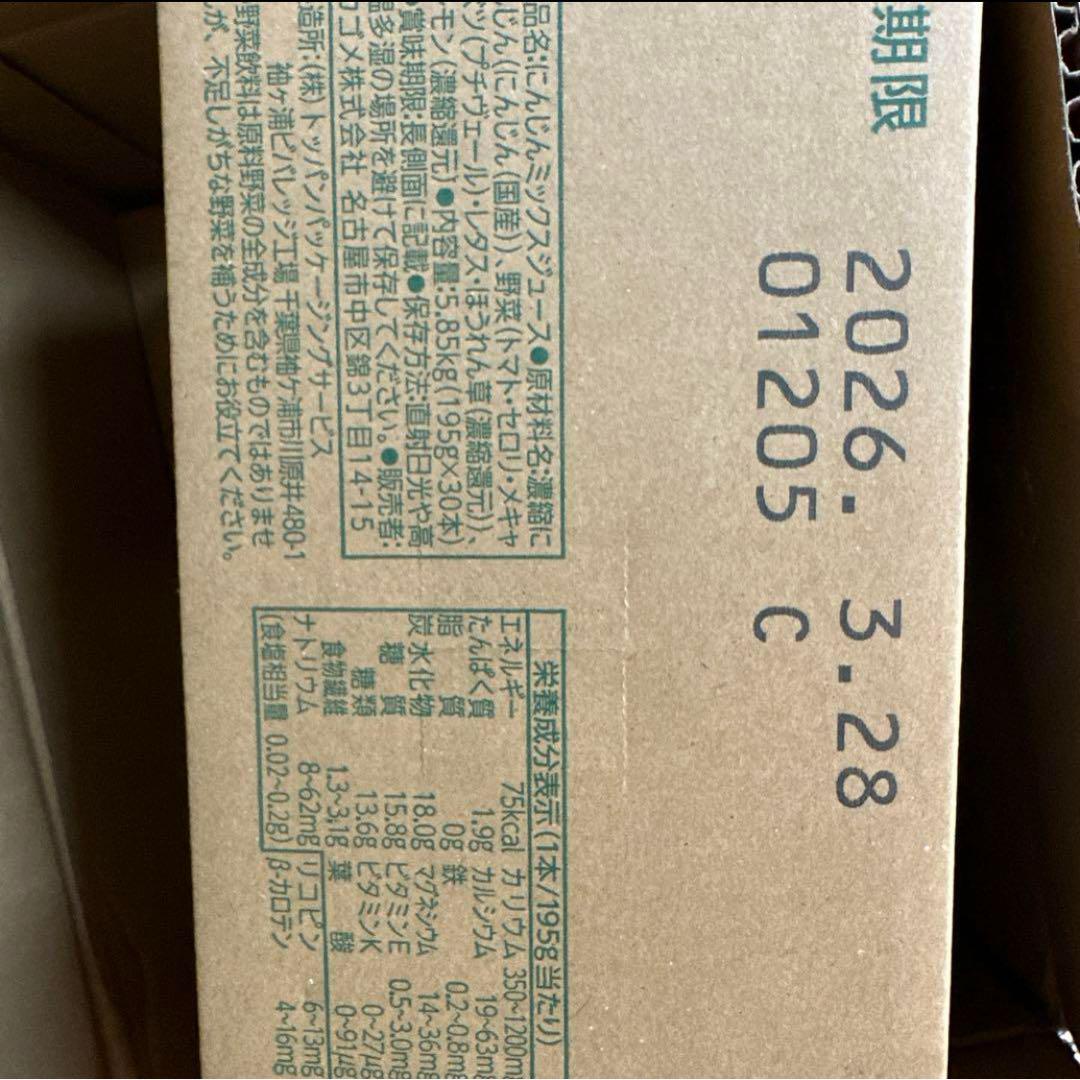 期限
2026. 3.28
01205 C
品名:にんじんミックスジュース●原材料名:濃縮に
んじん(にんじん(国産))、野菜(トマト・セロリ・メキャ
ベツ(プチヴェール)・レタス・ほうれん草(濃縮還元))、
レモン(濃縮還元)●内容量:5.85kg(195g×30本)
賞味期限:長側面に記載●保存方法:直射日光や高
温多湿の場所を避けて保存してください。●販売者:
カゴメ株式会社 名古屋市中区錦3丁目14-15
造所:(株)トッパンパッケージングサービス
袖ヶ浦ビバレッジ工場 千葉県袖ケ浦市川原井480-1
野菜飲料は原料野菜の全成分を含むものではありませ
んが、不足しがちな野菜を補うためにお役立てください。
栄養成分表示(1本/195g当たり)
エネルギー 75kcal カリウム 350~1200mg
たんぱく質 1.9g カルシウム 19~63mg
脂質 0g 鉄 0.2~0.8mg
炭水化物 18.0g マグネシウム 14~36mg
糖質 15.8g ビタミンE 0.5~3.0mg
糖類 13.6g ビタミンK 0~27μg
食物繊維 1.3~3.1g 葉酸 0~91μg
ナトリウム 8~62mg リコピン 6~13mg
(食塩相当量 0.02~0.2g) β-カロテン 4~16mg